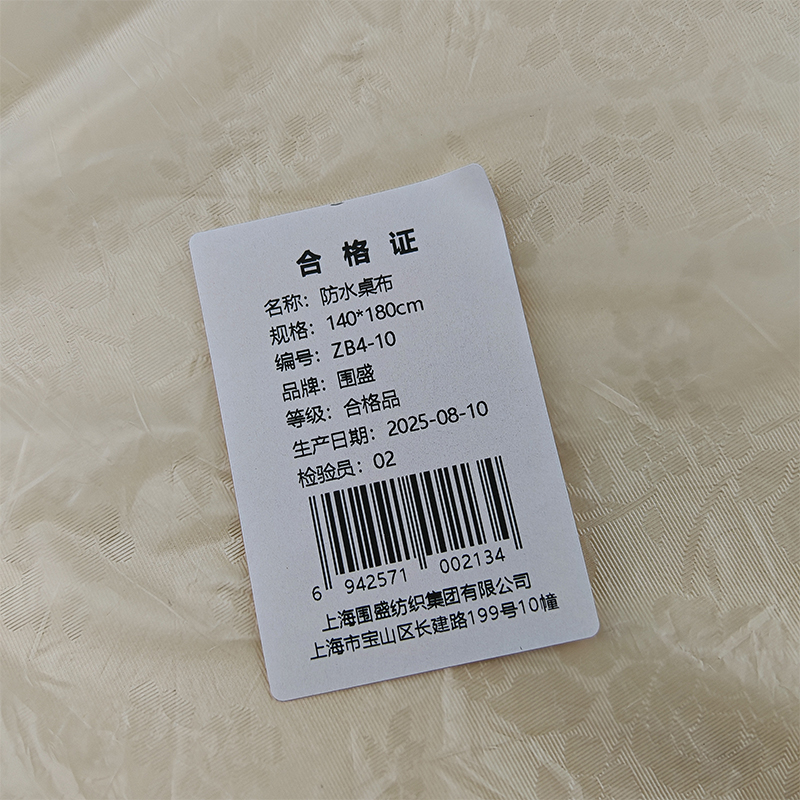 合格证
名称：防水桌布
规格：140*180cm
编号：ZB4-10
品牌：围盛
等级：合格品
生产日期：2025-08-10
检验员：02
6 942571 002134
上海围盛纺织集团有限公司
上海市宝山区长建路199号10幢